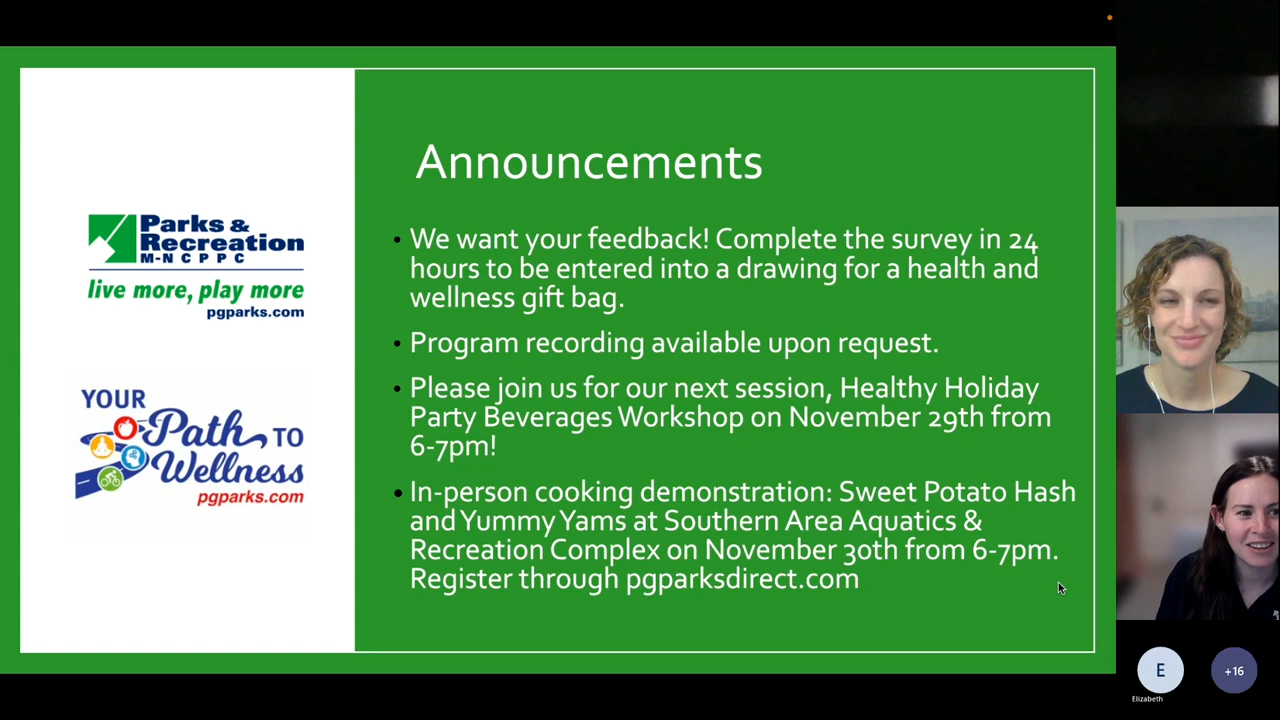 Announcements
• We want your feedback! Complete the survey in 24
hours to be entered into a drawing for a health and
wellness gift bag.
• Program recording available upon request.
• Please join us for our next session, Healthy Holiday
Party Beverages Workshop on November 29th from
6-7pm!
• In-person cooking demonstration: Sweet Potato Hash
and Yummy Yams at Southern Area Aquatics &
Recreation Complex on November 30th from 6-7pm.
Register through pgparksdirect.com
Parks &
Recreation
M-NCPPC
live more, play more
pgparks.com
YOUR
Path TO
Wellness
pgparks.com
E
+16
Elizabeth